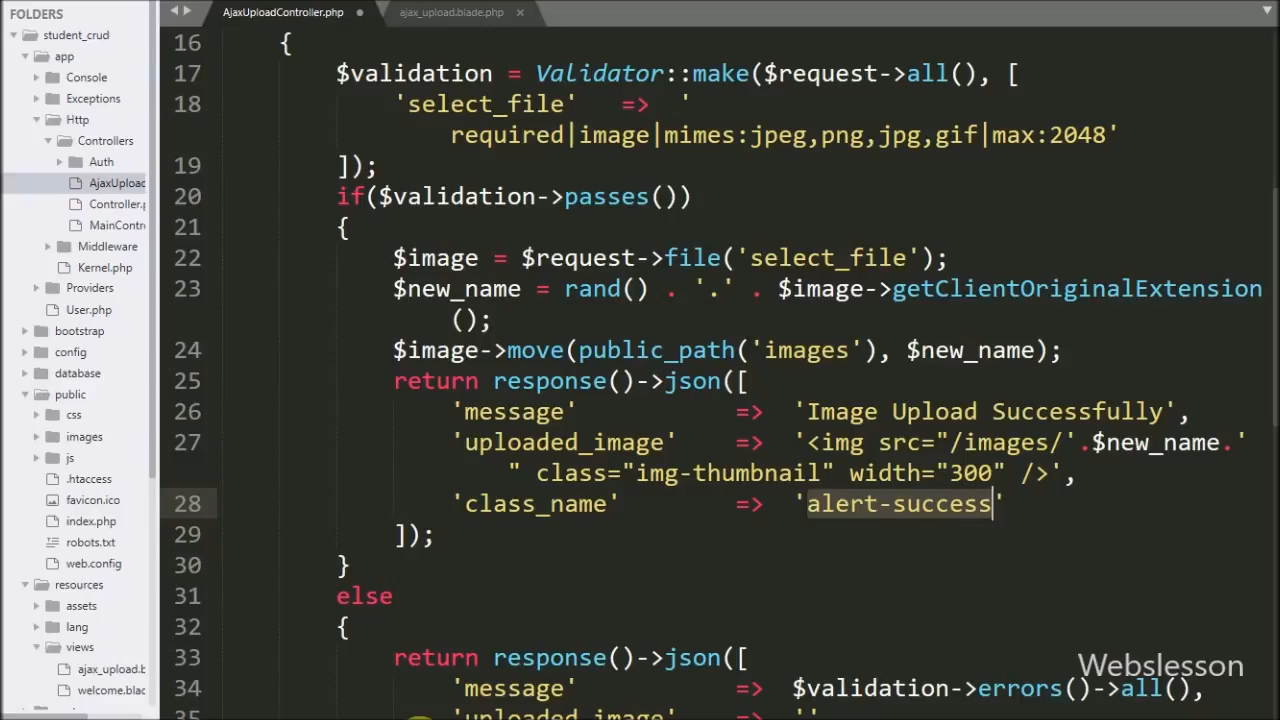 FOLDERS
student_crud
app
Console
Exceptions
Http
Controllers
Auth
AjaxUpload
Controller.p
MainContr
Middleware
Kernel.php
Providers
User.php
bootstrap
config
database
public
css
images
js
.htaccess
favicon.ico
index.php
robots.txt
web.config
resources
assets
lang
views
ajax_upload.b
welcome.blac
AjaxUploadController.php
ajax_upload.blade.php
16 {
17 $validation = Validator::make($request->all(), [
18 'select_file' => '
required|image|mimes:jpeg,png,jpg,gif|max:2048'
19 ]);
20 if($validation->passes())
21 {
22 $image = $request->file('select_file');
23 $new_name = rand() . '.' . $image->getClientOriginalExtension
();
24 $image->move(public_path('images'), $new_name);
25 return response()->json([
26 'message' => 'Image Upload Successfully',
27 'uploaded_image' => '<img src="/images/'.$new_name.'
" class="img-thumbnail" width="300" />',
28 'class_name' => 'alert-success'
29 ]);
30 }
31 else
32 {
33 return response()->json([
34 'message' => $validation->errors()->all(),
35 'uploaded_image' => ''
Webslesson